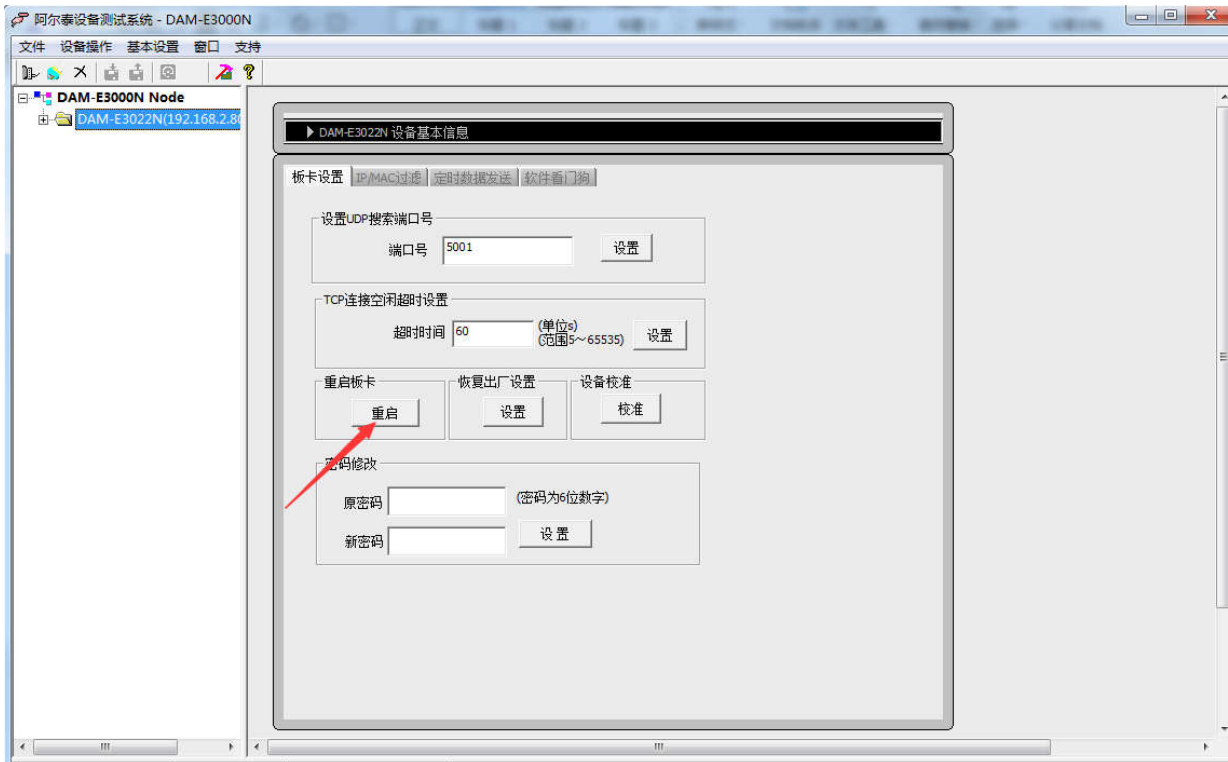 阿尔泰设备测试系统 - DAM-E3000N
文件 设备操作 基本设置 窗口 支持
DAM-E3000N Node
DAM-E3022N(192.168.2.80
DAM-E3022N 设备基本信息
板卡设置 IP/MAC过滤 定时数据发送 软件看门狗
设置UDP搜索端口号
端口号 5001 设置
TCP连接空闲超时设置
超时时间 60 (单位s) 设置
(范围5～65535)
重启板卡 恢复出厂设置 设备校准
重启 设置 校准
密码修改
原密码 (密码为6位数字)
新密码 设 置